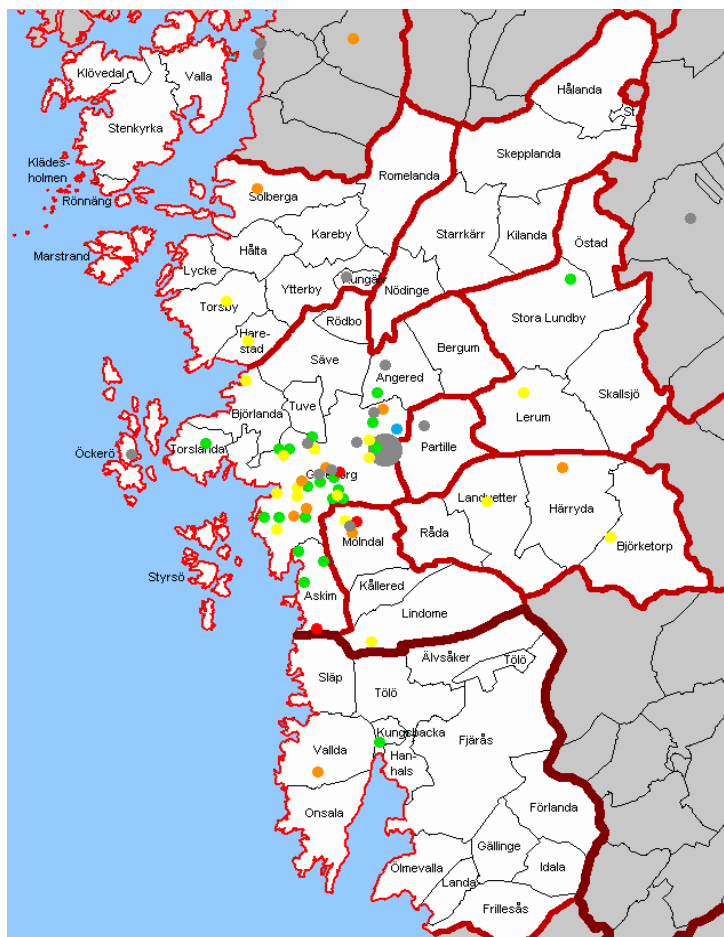 Klövedal
Valla
Hålanda
St
Stenkyrka
Skepplanda
Klädes-
holmen
Romelanda
Rönnäng
Solberga
Kareby
Starrkärr
Kilanda
Östad
Marstrand
Hålta
Lycke
Ytterby
Kungälv
Nödinge
Torsby
Rödbo
Stora Lundby
Hare-
stad
Säve
Bergum
Angered
Skallsjö
Björlanda
Tuve
Lerum
Öckerö
Torslanda
Partille
Göteborg
Landvetter
Härryda
Råda
Björketorp
Mölndal
Styrsö
Kållered
Askim
Lindome
Älvsåker
Tölö
Släp
Tölö
Kungsbacka
Vallda
Fjärås
Han-
hals
Onsala
Förlanda
Gällinge
Ölmevalla
Idala
Landa
Frillesås